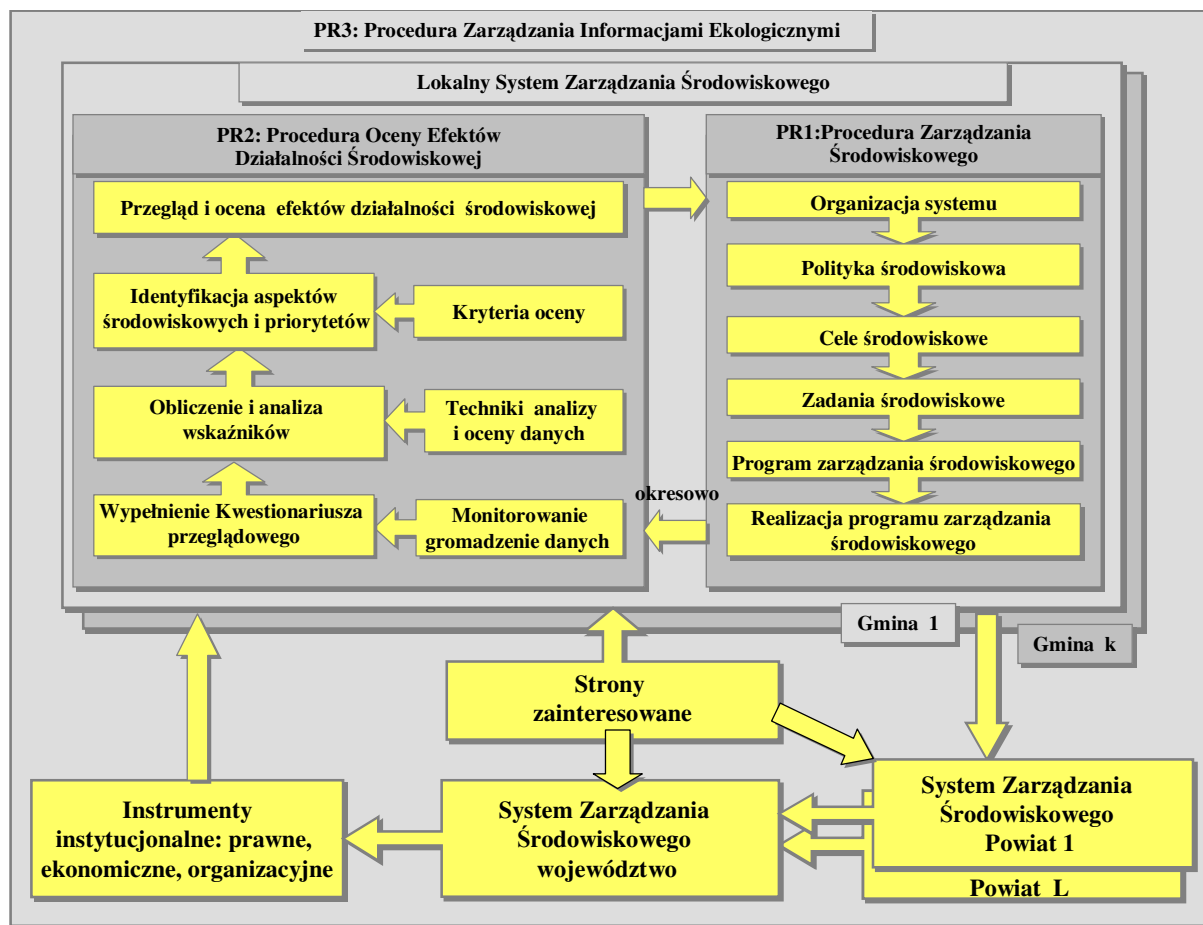 PR3: Procedura Zarządzania Informacjami Ekologicznymi
Lokalny System Zarządzania Środowiskowego
PR2: Procedura Oceny Efektów
Działalności Środowiskowej
Przegląd i ocena efektów działalności środowiskowej
Identyfikacja aspektów
środowiskowych i priorytetów
Kryteria oceny
Obliczenie i analiza
wskaźników
Techniki analizy
i oceny danych
Wypełnienie Kwestionariusza
przeglądowego
Monitorowanie
gromadzenie danych
okresowo
PR1:Procedura Zarządzania
Środowiskowego
Organizacja systemu
Polityka środowiskowa
Cele środowiskowe
Zadania środowiskowe
Program zarządzania środowiskowego
Realizacja programu zarządzania
środowiskowego
Gmina 1
Gmina k
Strony
zainteresowane
Instrumenty
instytucjonalne: prawne,
ekonomiczne, organizacyjne
System Zarządzania
Środowiskowego
województwo
System Zarządzania
Środowiskowego
Powiat 1
Powiat L